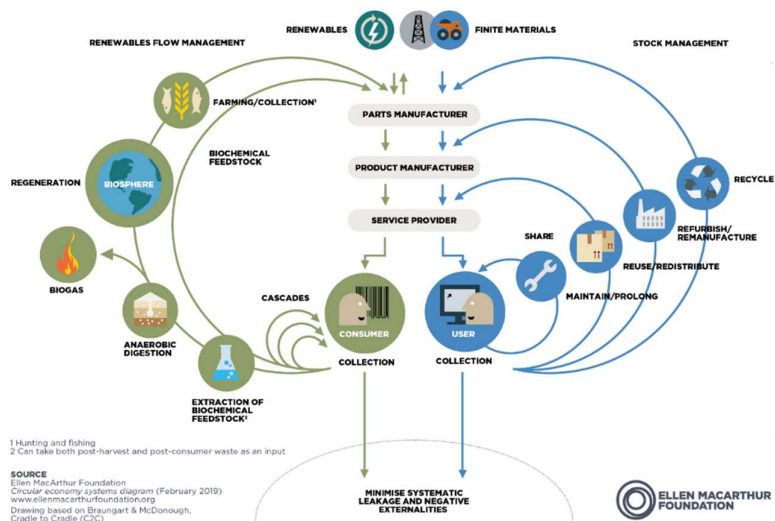 RENEWABLES
FINITE MATERIALS
RENEWABLES FLOW MANAGEMENT
STOCK MANAGEMENT
FARMING/COLLECTION¹
PARTS MANUFACTURER
BIOCHEMICAL
FEEDSTOCK
PRODUCT MANUFACTURER
REGENERATION
BIOSPHERE
RECYCLE
SERVICE PROVIDER
SHARE
REFURBISH/
REMANUFACTURE
REUSE/REDISTRIBUTE
BIOGAS
CASCADES
MAINTAIN/PROLONG
CONSUMER
USER
ANAEROBIC
DIGESTION
COLLECTION
COLLECTION
EXTRACTION OF
BIOCHEMICAL
FEEDSTOCK²
1 Hunting and fishing
2 Can take both post-harvest and post-consumer waste as an input
SOURCE
Ellen MacArthur Foundation
Circular economy systems diagram (February 2019)
www.ellenmacarthurfoundation.org
Drawing based on Braungart & McDonough,
Cradle to Cradle (C2C)
MINIMISE SYSTEMATIC
LEAKAGE AND NEGATIVE
EXTERNALITIES
ELLEN MACARTHUR
FOUNDATION